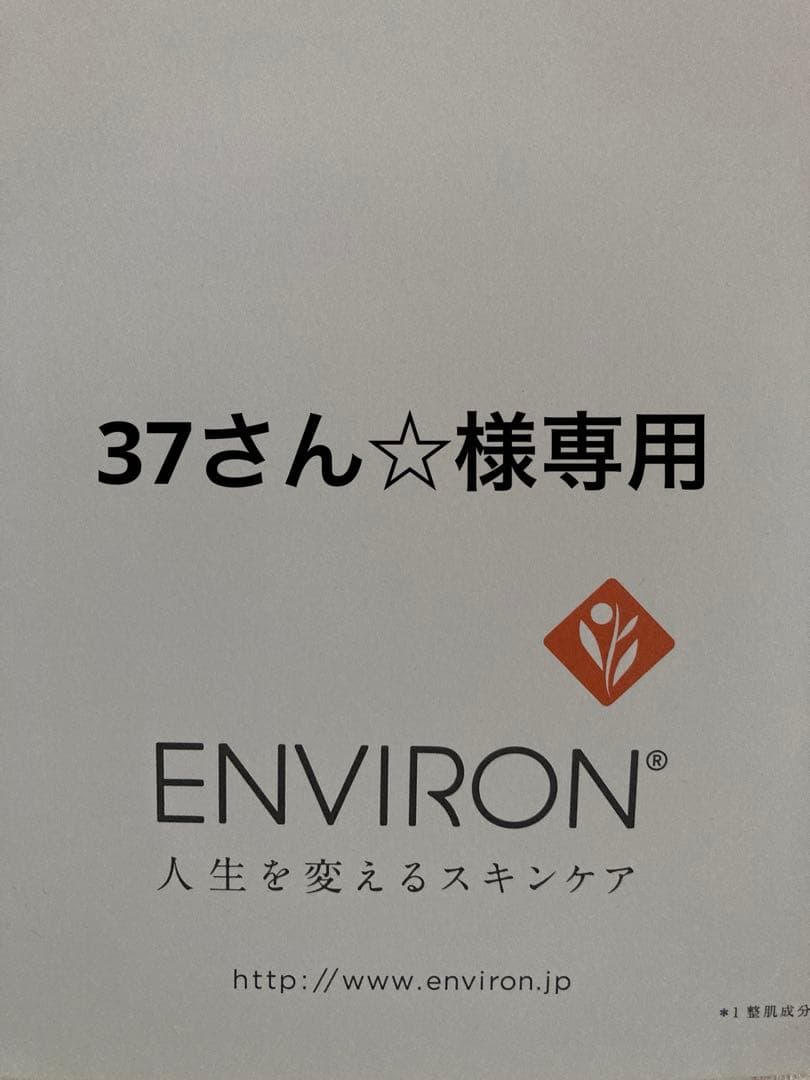 37さん☆様専用
ENVIRON®
人生を変えるスキンケア
http://www.environ.jp
*1 整肌成分